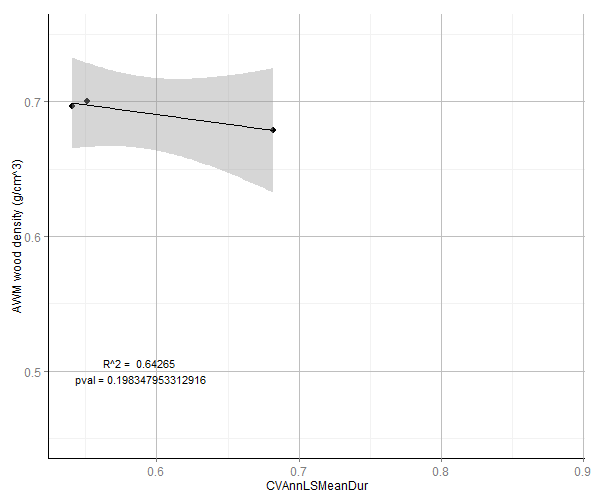 AWM wood density (g/cm^3)
0.7
0.6
0.5
R^2 =  0.64265
pval = 0.198347953312916
0.6 0.7 0.8 0.9
CVAnnLSMeanDur